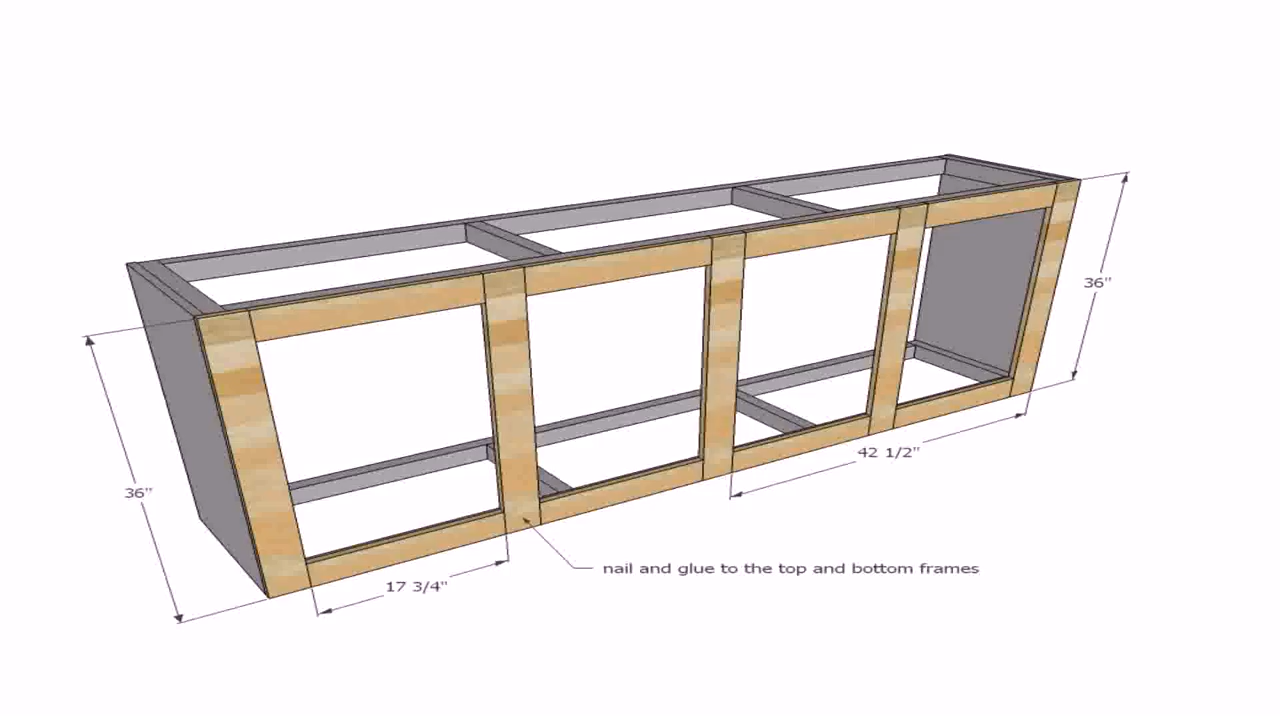 36"
36"
42 1/2"
nail and glue to the top and bottom frames
17 3/4"